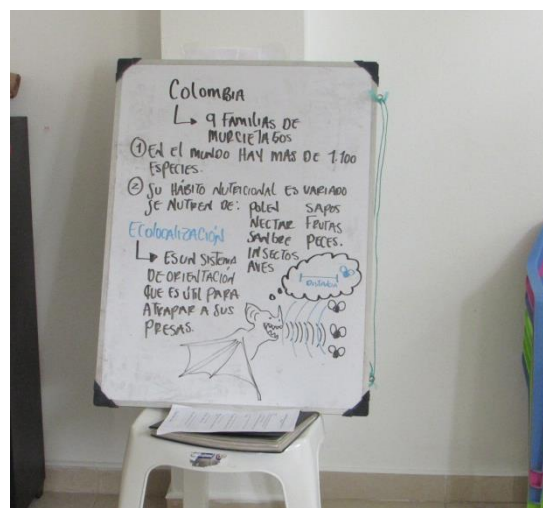 Colombia
9 FAMILIAS DE
MURCIELAGOS
① EN El MUNDO HAY MAS DE 1.100
ESPECIES.
② SU HÁBITO NUTRICIONAL ES VARIADO
SE NUTREN DE: POLEN SAPOS
NECTAR FRUTAS
SANGRE PECES.
INSECTOS
AVES
ECOlocalizACIÓN
ES UN SISTEMA
DE ORIENTACIÓN
QUE ES ÚTIL PARA
ATRAPAR A SUS
PRESAS.